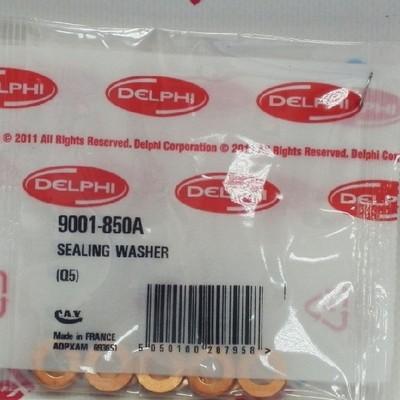 DELPHI DELPHI DELPHI
© 2011 All Rights Reserved. Delphi Corporation © 2011 All Rights Reserved. Delphi Corporation ©
DELPHI DELPHI DELPHI
9001-850A
SEALING WASHER
(Q5)
C.A.V.
Made in FRANCE